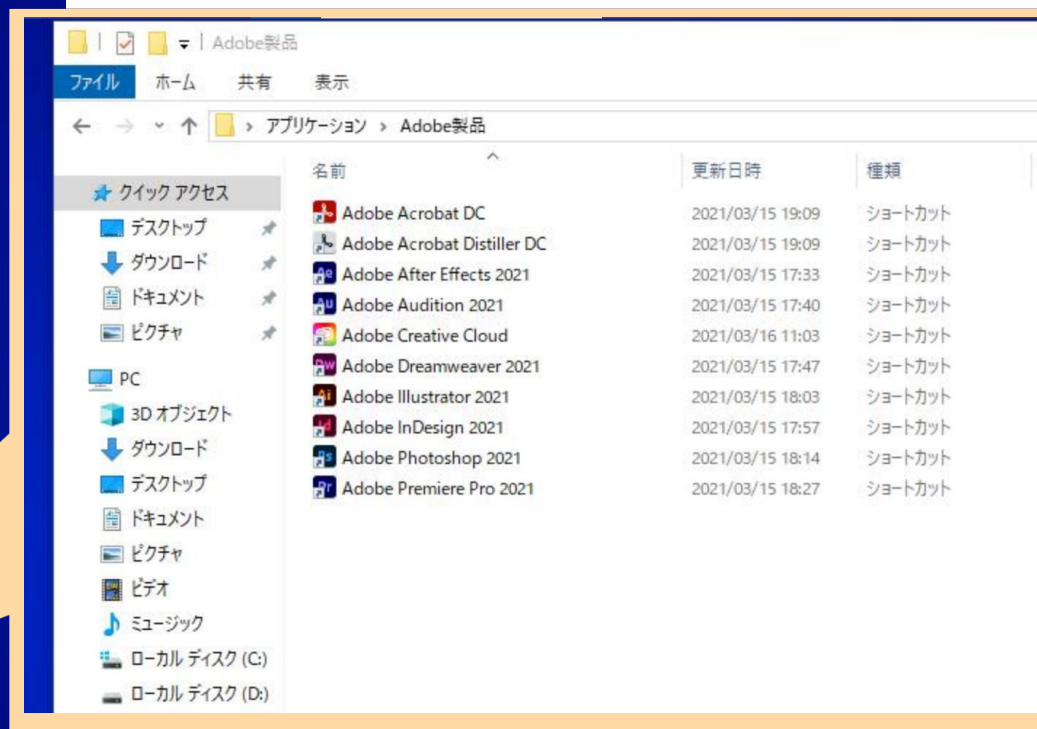 Adobe製品
ファイル ホーム 共有 表示
アプリケーション › Adobe製品
名前 更新日時 種類
クイック アクセス
デスクトップ
ダウンロード
ドキュメント
ピクチャ
PC
3D オブジェクト
ダウンロード
デスクトップ
ドキュメント
ピクチャ
ビデオ
ミュージック
ローカル ディスク (C:)
ローカル ディスク (D:)
Adobe Acrobat DC 2021/03/15 19:09 ショートカット
Adobe Acrobat Distiller DC 2021/03/15 19:09 ショートカット
Ae Adobe After Effects 2021 2021/03/15 17:33 ショートカット
Au Adobe Audition 2021 2021/03/15 17:40 ショートカット
Adobe Creative Cloud 2021/03/16 11:03 ショートカット
Dw Adobe Dreamweaver 2021 2021/03/15 17:47 ショートカット
Ai Adobe Illustrator 2021 2021/03/15 18:03 ショートカット
Id Adobe InDesign 2021 2021/03/15 17:57 ショートカット
Ps Adobe Photoshop 2021 2021/03/15 18:14 ショートカット
Pr Adobe Premiere Pro 2021 2021/03/15 18:27 ショートカット